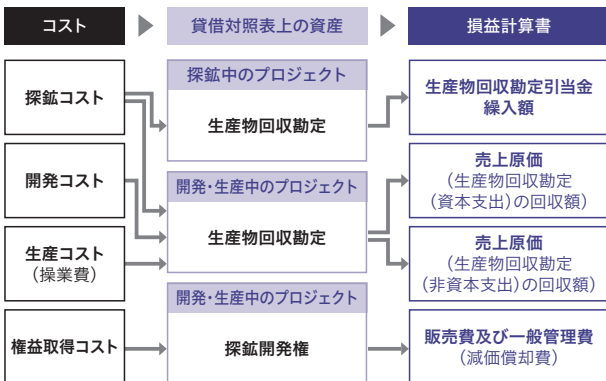 コスト
貸借対照表上の資産
損益計算書
探鉱コスト
開発コスト
生産コスト
(操業費)
権益取得コスト
探鉱中のプロジェクト
生産物回収勘定
開発・生産中のプロジェクト
生産物回収勘定
開発・生産中のプロジェクト
探鉱開発権
生産物回収勘定引当金
繰入額
売上原価
(生産物回収勘定
(資本支出)の回収額)
売上原価
(生産物回収勘定
(非資本支出)の回収額)
販売費及び一般管理費
(減価償却費)